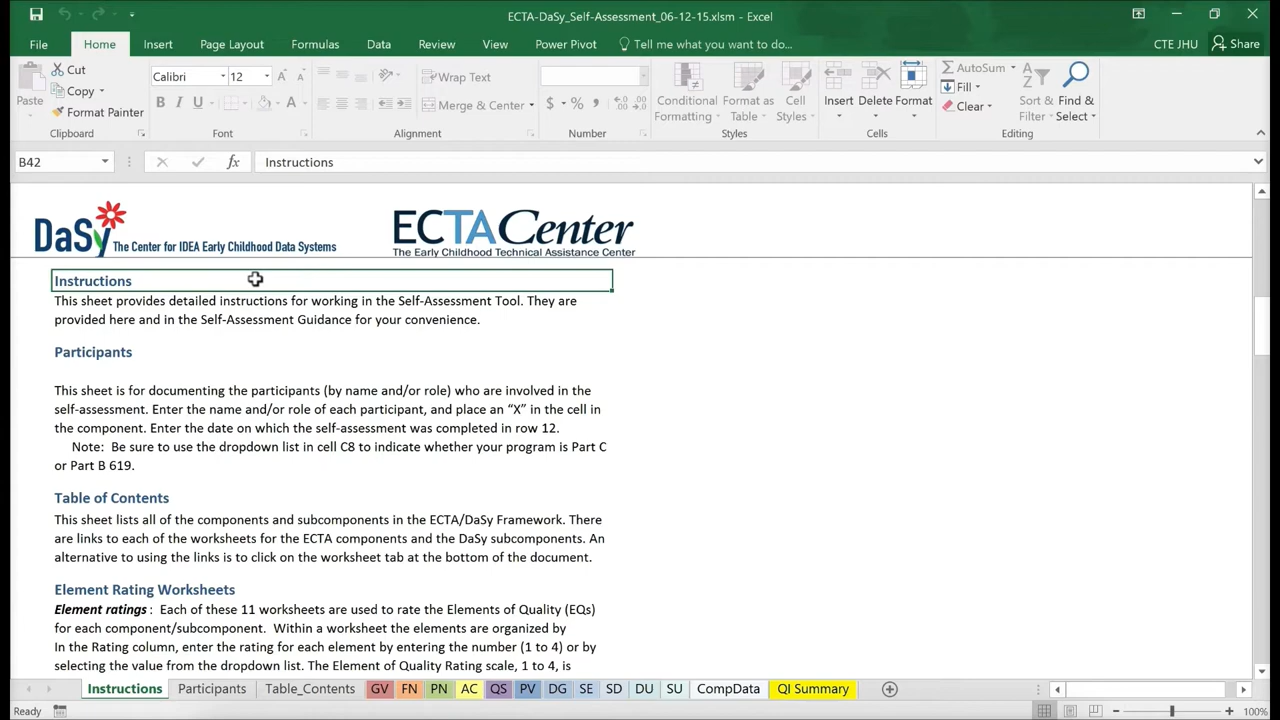 ECTA-DaSy_Self-Assessment_06-12-15.xlsm - Excel
File Home Insert Page Layout Formulas Data Review View Power Pivot Tell me what you want to do... CTE JHU Share
Paste
Cut
Copy
Format Painter
Clipboard
Calibri 12
B I U
Font
Wrap Text
Merge & Center
Alignment
$ % ,
Number
Conditional Formatting
Format as Table
Cell Styles
Styles
Insert Delete Format
Cells
AutoSum
Fill
Clear
Sort & Filter
Find & Select
Editing
B42 fx Instructions
DaSy The Center for IDEA Early Childhood Data Systems
ECTACenter
The Early Childhood Technical Assistance Center
Instructions
This sheet provides detailed instructions for working in the Self-Assessment Tool. They are
provided here and in the Self-Assessment Guidance for your convenience.
Participants
This sheet is for documenting the participants (by name and/or role) who are involved in the
self-assessment. Enter the name and/or role of each participant, and place an “X” in the cell in
the component. Enter the date on which the self-assessment was completed in row 12.
Note: Be sure to use the dropdown list in cell C8 to indicate whether your program is Part C
or Part B 619.
Table of Contents
This sheet lists all of the components and subcomponents in the ECTA/DaSy Framework. There
are links to each of the worksheets for the ECTA components and the DaSy subcomponents. An
alternative to using the links is to click on the worksheet tab at the bottom of the document.
Element Rating Worksheets
Element ratings : Each of these 11 worksheets are used to rate the Elements of Quality (EQs)
for each component/subcomponent. Within a worksheet the elements are organized by
In the Rating column, enter the rating for each element by entering the number (1 to 4) or by
selecting the value from the dropdown list. The Element of Quality Rating scale, 1 to 4, is
Instructions Participants Table_Contents GV FN PN AC QS PV DG SE SD DU SU CompData QI Summary
Ready 100%